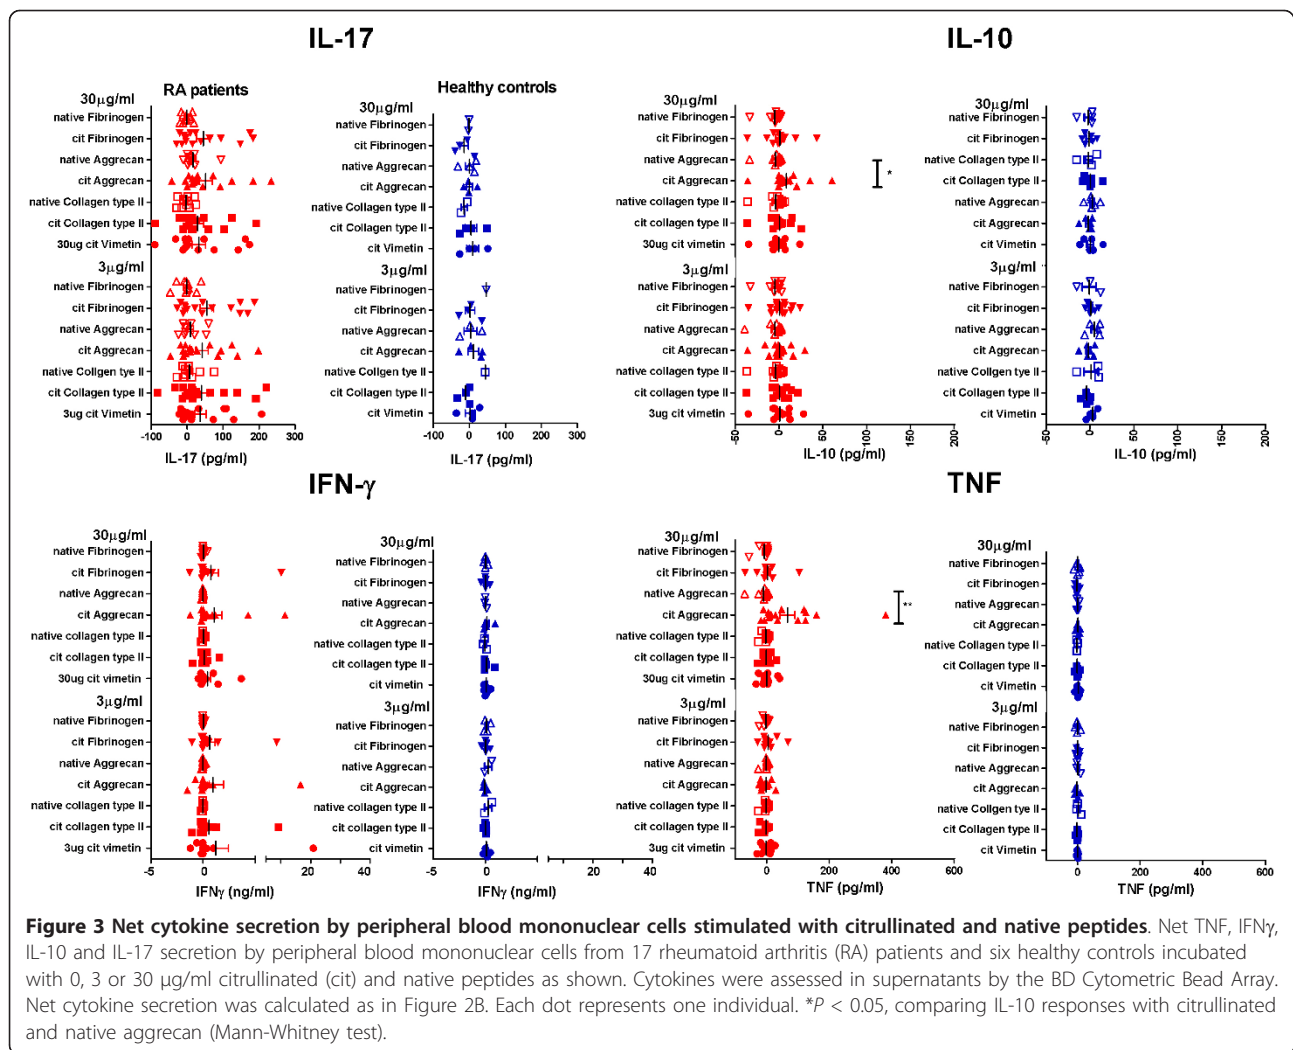 IL-17
IL-10
RA patients
Healthy controls
30µg/ml
native Fibrinogen
cit Fibrinogen
native Aggrecan
cit Aggrecan
native Collagen type II
cit Collagen type II
30ug cit vimetin
3µg/ml
native Fibrinogen
cit Fibrinogen
native Aggrecan
cit Aggrecan
native Collgen tye II
cit Collagen type II
3ug cit Vimetin
-100 0 100 200 300
IL-17 (pg/ml)
30µg/ml
native Fibrinogen
cit Fibrinogen
native Aggrecan
cit Aggrecan
native Collagen type II
cit Collagen type II
cit Vimetin
3µg/ml
native Fibrinogen
cit Fibrinogen
native Aggrecan
cit Aggrecan
native Collgen tye II
cit Collagen type II
cit Vimetin
-100 0 100 200 300
IL-17 (pg/ml)
30µg/ml
native Fibrinogen
cit Fibrinogen
native Aggrecan
cit Aggrecan
native collagen type II
cit collagen type II
30ug cit vimetin
*
3µg/ml
native Fibrinogen
cit Fibrinogen
native Aggrecan
cit Aggrecan
native collagen type II
cit collagen type II
3ug cit vimetin
-50 0 50 100 150 200
IL-10 (pg/ml)
30µg/ml
native Fibrinogen
cit Fibrinogen
native Collagen type II
cit Collagen type II
native Aggrecan
cit Aggrecan
cit Vimetin
3µg/ml
native Fibrinogen
cit Fibrinogen
native Aggrecan
cit Aggrecan
native Collgen tye II
cit Collagen type II
cit Vimetin
-50 0 50 100 150 200
IL-10 (pg/ml)
IFN-γ
TNF
30µg/ml
native Fibrinogen
cit Fibrinogen
native Aggrecan
cit Aggrecan
native collagen type II
cit collagen type II
30ug cit vimetin
3µg/ml
native Fibrinogen
cit Fibrinogen
native Aggrecan
cit Aggrecan
native collagen type II
cit collagen type II
3ug cit vimetin
-5 0 5 10 20 30 40
IFNγ (ng/ml)
30µg/ml
native Fibrinogen
cit Fibrinogen
native Aggrecan
cit Aggrecan
native collagen type II
cit collagen type II
cit vimetin
3µg/ml
native Fibrinogen
cit Fibrinogen
native Aggrecan
cit Aggrecan
native collagen type II
cit collagen type II
cit vimetin
-5 0 5 10 20 30 40
IFNγ (ng/ml)
30µg/ml
native Fibrinogen
cit Fibrinogen
native Aggrecan
cit Aggrecan
native collagen type II
cit collagen type II
30ug cit vimetin
**
3µg/ml
native Fibrinogen
cit Fibrinogen
native Aggrecan
cit Aggrecan
native collagen type II
cit collagen type II
3ug cit vimetin
0 200 400 600
TNF (pg/ml)
30µg/ml
native Fibrinogen
cit Fibrinogen
native Aggrecan
cit Aggrecan
native Collagen type II
cit Collagen type II
cit Vimetin
3µg/ml
native Fibrinogen
cit Fibrinogen
native Aggrecan
cit Aggrecan
native Collgen tye II
cit Collagen type II
cit Vimetin
0 200 400 600
TNF (pg/ml)
Figure 3 Net cytokine secretion by peripheral blood mononuclear cells stimulated with citrullinated and native peptides. Net TNF, IFNγ,
IL-10 and IL-17 secretion by peripheral blood mononuclear cells from 17 rheumatoid arthritis (RA) patients and six healthy controls incubated
with 0, 3 or 30 µg/ml citrullinated (cit) and native peptides as shown. Cytokines were assessed in supernatants by the BD Cytometric Bead Array.
Net cytokine secretion was calculated as in Figure 2B. Each dot represents one individual. *P < 0.05, comparing IL-10 responses with citrullinated
and native aggrecan (Mann-Whitney test).